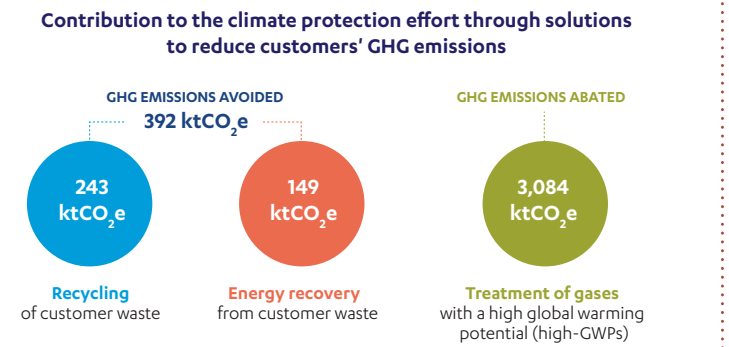 Contribution to the climate protection effort through solutions
to reduce customers' GHG emissions
GHG EMISSIONS AVOIDED
392 ktCO₂e
GHG EMISSIONS ABATED
243
ktCO₂e
149
ktCO₂e
3,084
ktCO₂e
Recycling
of customer waste
Energy recovery
from customer waste
Treatment of gases
with a high global warming
potential (high-GWPs)